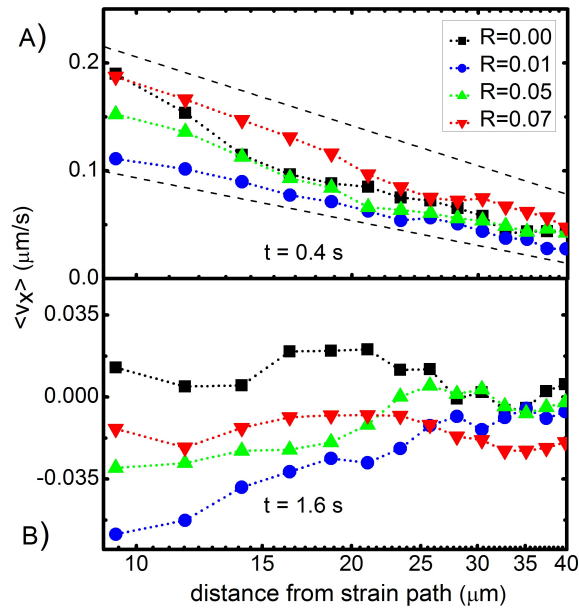 A)
R=0.00
R=0.01
R=0.05
R=0.07
0.2
0.1
0.0
t = 0.4 s
<vx> (μm/s)
0.035
0.000
-0.035
t = 1.6 s
B)
10 15 20 25 30 35 40
distance from strain path (μm)